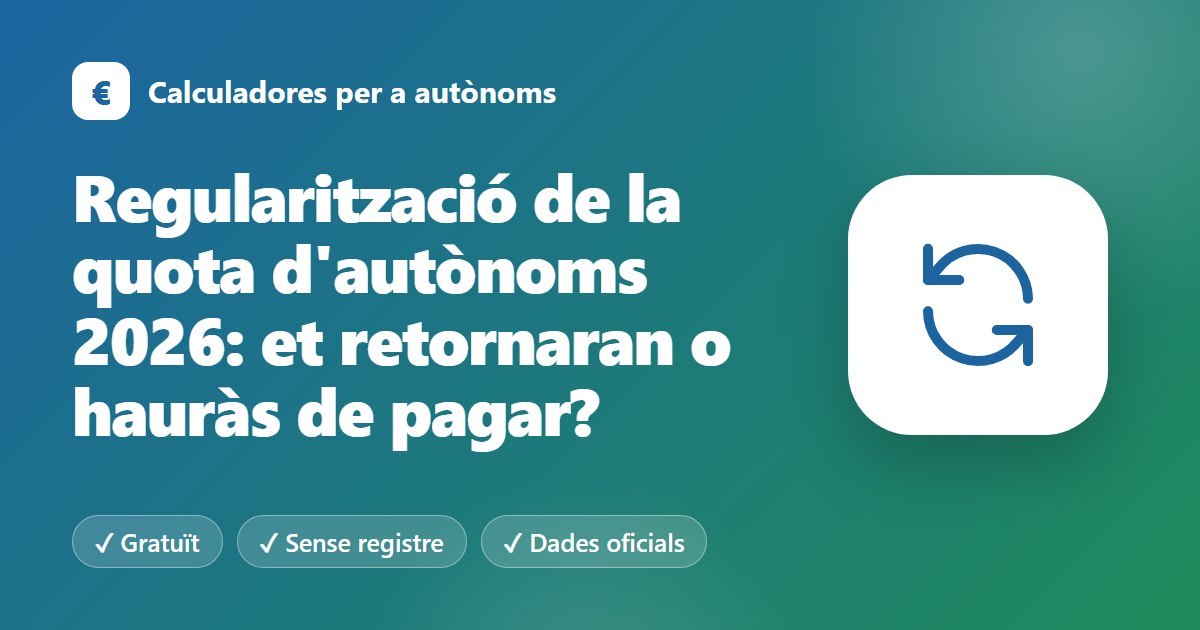 €
Calculadores per a autònoms
Regularització de la
quota d'autònoms
2026: et retornaran o
hauràs de pagar?
✓ Gratuït
✓ Sense registre
✓ Dades oficials